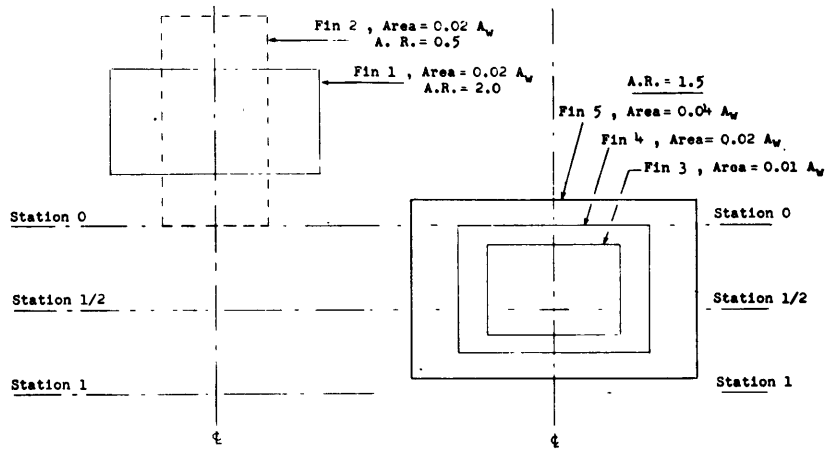 Fin 2 , Area = 0.02 A_w
A. R. = 0.5
Fin 1 , Area = 0.02 A_w
A.R. = 2.0
A.R. = 1.5
Fin 5 , Area = 0.04 A_w
Fin 4 , Area = 0.02 A_w
Fin 3 , Area = 0.01 A_w
Station 0
Station 0
Station 1/2
Station 1/2
Station 1
Station 1
℄
℄